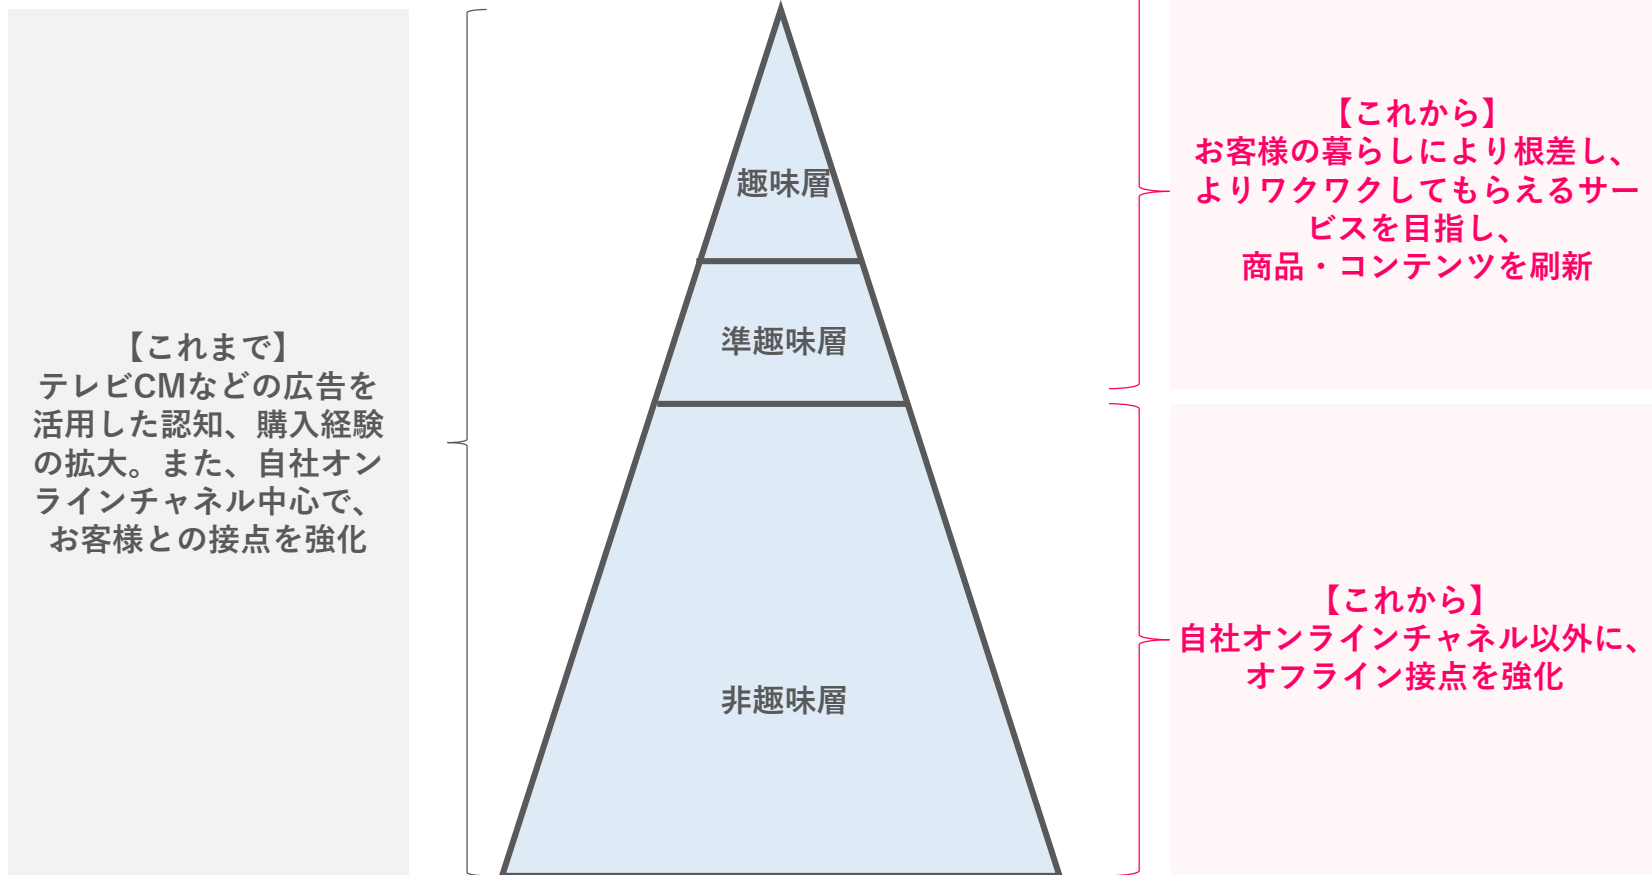 【これまで】
テレビCMなどの広告を
活用した認知、購入経験
の拡大。また、自社オン
ラインチャネル中心で、
お客様との接点を強化
趣味層
準趣味層
非趣味層
【これから】
お客様の暮らしにより根差し、
よりワクワクしてもらえるサー
ビスを目指し、
商品・コンテンツを刷新
【これから】
自社オンラインチャネル以外に、
オフライン接点を強化